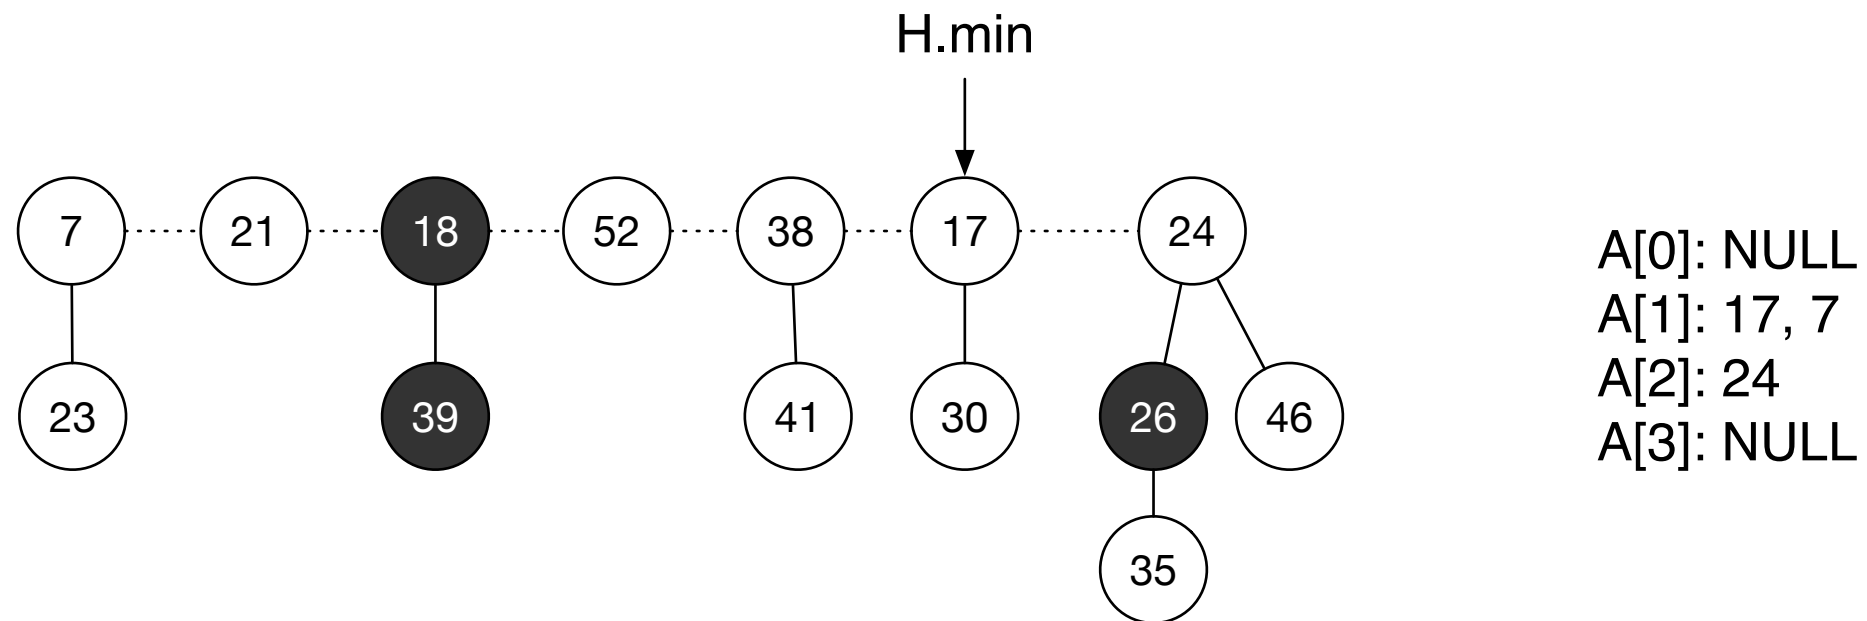 H.min
7 21 18 52 38 17 24
23 39 41 30 26 46
35
A[0]: NULL
A[1]: 17, 7
A[2]: 24
A[3]: NULL